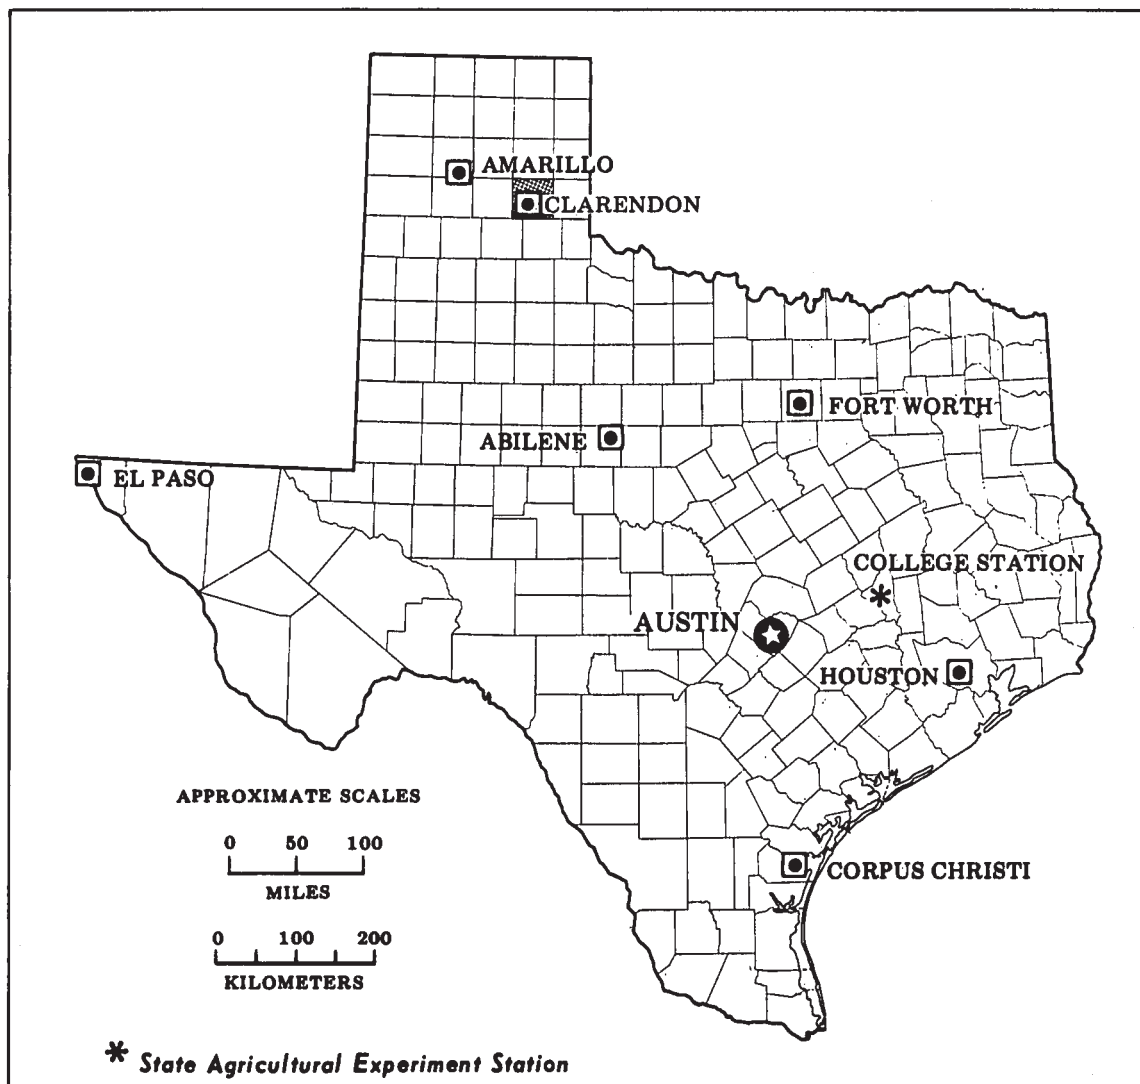 AMARILLO
CLARENDON
FORT WORTH
ABILENE
EL PASO
COLLEGE STATION
AUSTIN
HOUSTON
APPROXIMATE SCALES
0 50 100
MILES
CORPUS CHRISTI
0 100 200
KILOMETERS
* State Agricultural Experiment Station